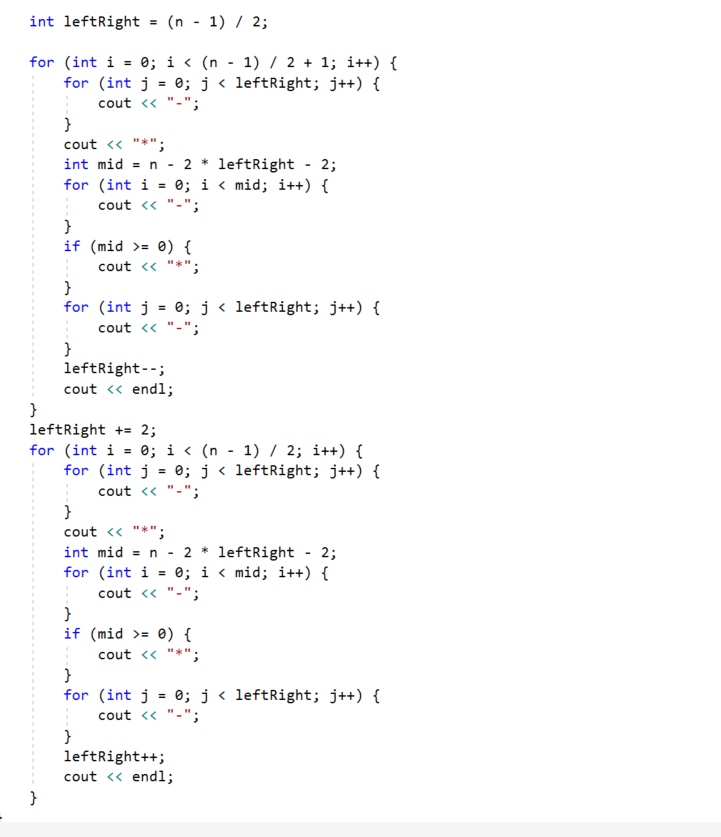 int leftRight = (n - 1) / 2;
for (int i = 0; i < (n - 1) / 2 + 1; i++) {
for (int j = 0; j < leftRight; j++) {
cout << "-";
}
cout << "*";
int mid = n - 2 * leftRight - 2;
for (int i = 0; i < mid; i++) {
cout << "-";
}
if (mid >= 0) {
cout << "*";
}
for (int j = 0; j < leftRight; j++) {
cout << "-";
}
leftRight--;
cout << endl;
}
leftRight += 2;
for (int i = 0; i < (n - 1) / 2; i++) {
for (int j = 0; j < leftRight; j++) {
cout << "-";
}
cout << "*";
int mid = n - 2 * leftRight - 2;
for (int i = 0; i < mid; i++) {
cout << "-";
}
if (mid >= 0) {
cout << "*";
}
for (int j = 0; j < leftRight; j++) {
cout << "-";
}
leftRight++;
cout << endl;
}